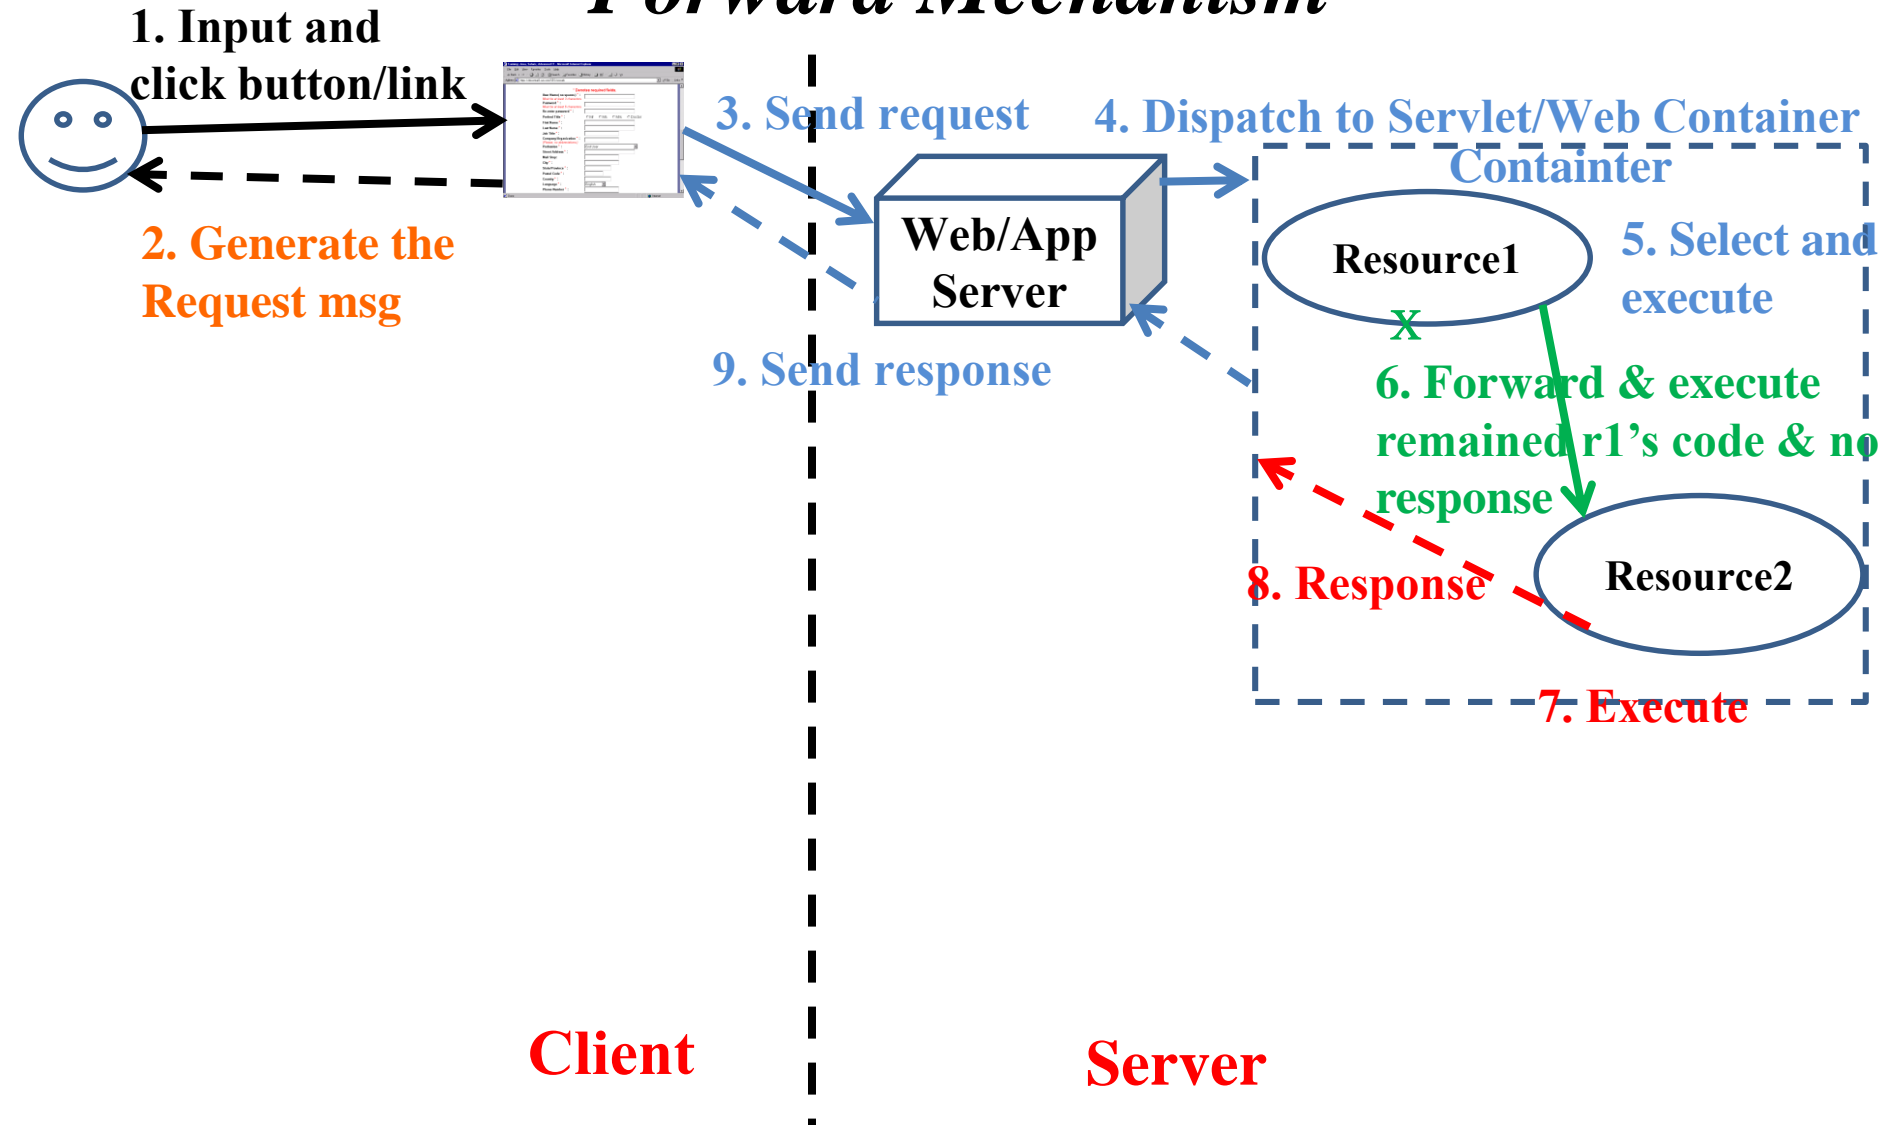 Forward Mechanism
1. Input and
click button/link
3. Send request
4. Dispatch to Servlet/Web Container
Containter
Web/App
Server
Resource1
5. Select and
execute
2. Generate the
Request msg
x
9. Send response
6. Forward & execute
remained r1’s code & no
response
8. Response
Resource2
7. Execute
Client
Server